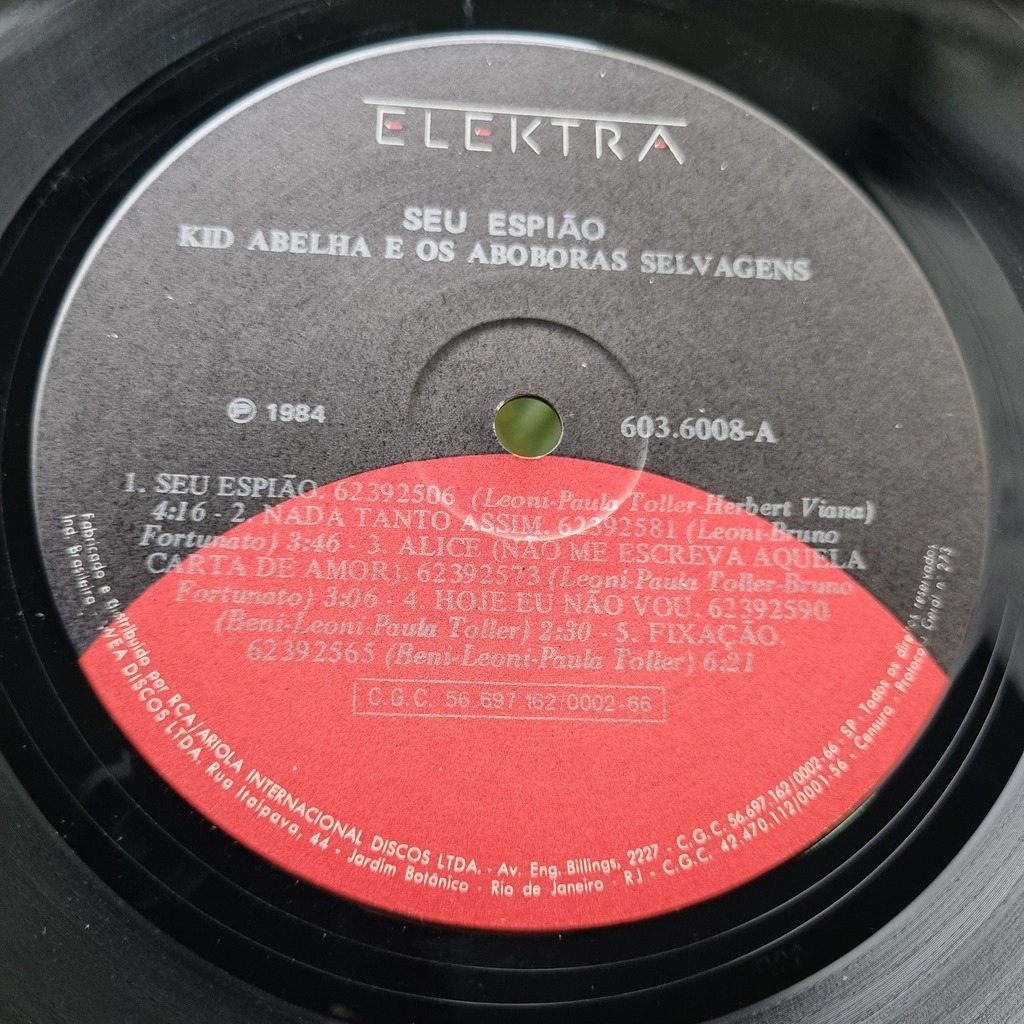 ELEKTRA
SEU ESPIÃO
KID ABELHA E OS ABOBORAS SELVAGENS
Ⓟ 1984
603.6008-A
1. SEU ESPIÃO. 62392506 (Leoni-Paula Toller-Herbert Viana)
4:16 - 2. NADA TANTO ASSIM. 62392581 (Leoni-Bruno
Fortunato) 3:46 - 3. ALICE (NÃO ME ESCREVA AQUELA
CARTA DE AMOR). 62392573 (Leoni-Paula Toller-Bruno
Fortunato) 3:06 - 4. HOJE EU NÃO VOU. 62392590
(Beni-Leoni-Paula Toller) 2:30 - 5. FIXAÇÃO.
62392565 (Beni-Leoni-Paula Toller) 6:21
C.G.C. 56.697.162/0002-66
Fabricado e distribuido por RCA/ARIOLA INTERNACIONAL DISCOS LTDA. - Av. Eng. Billings, 2227 - C.G.C. 56.697.162/0002-66 - SP - Todos os direitos reservados
Ind. Brasileira - WEA DISCOS LTDA. Rua Itaipava, 44 - Jardim Botânico - Rio de Janeiro - RJ - C.G.C. 42.470.112/0001-56 - Censura - Protocolo Geral nº 273